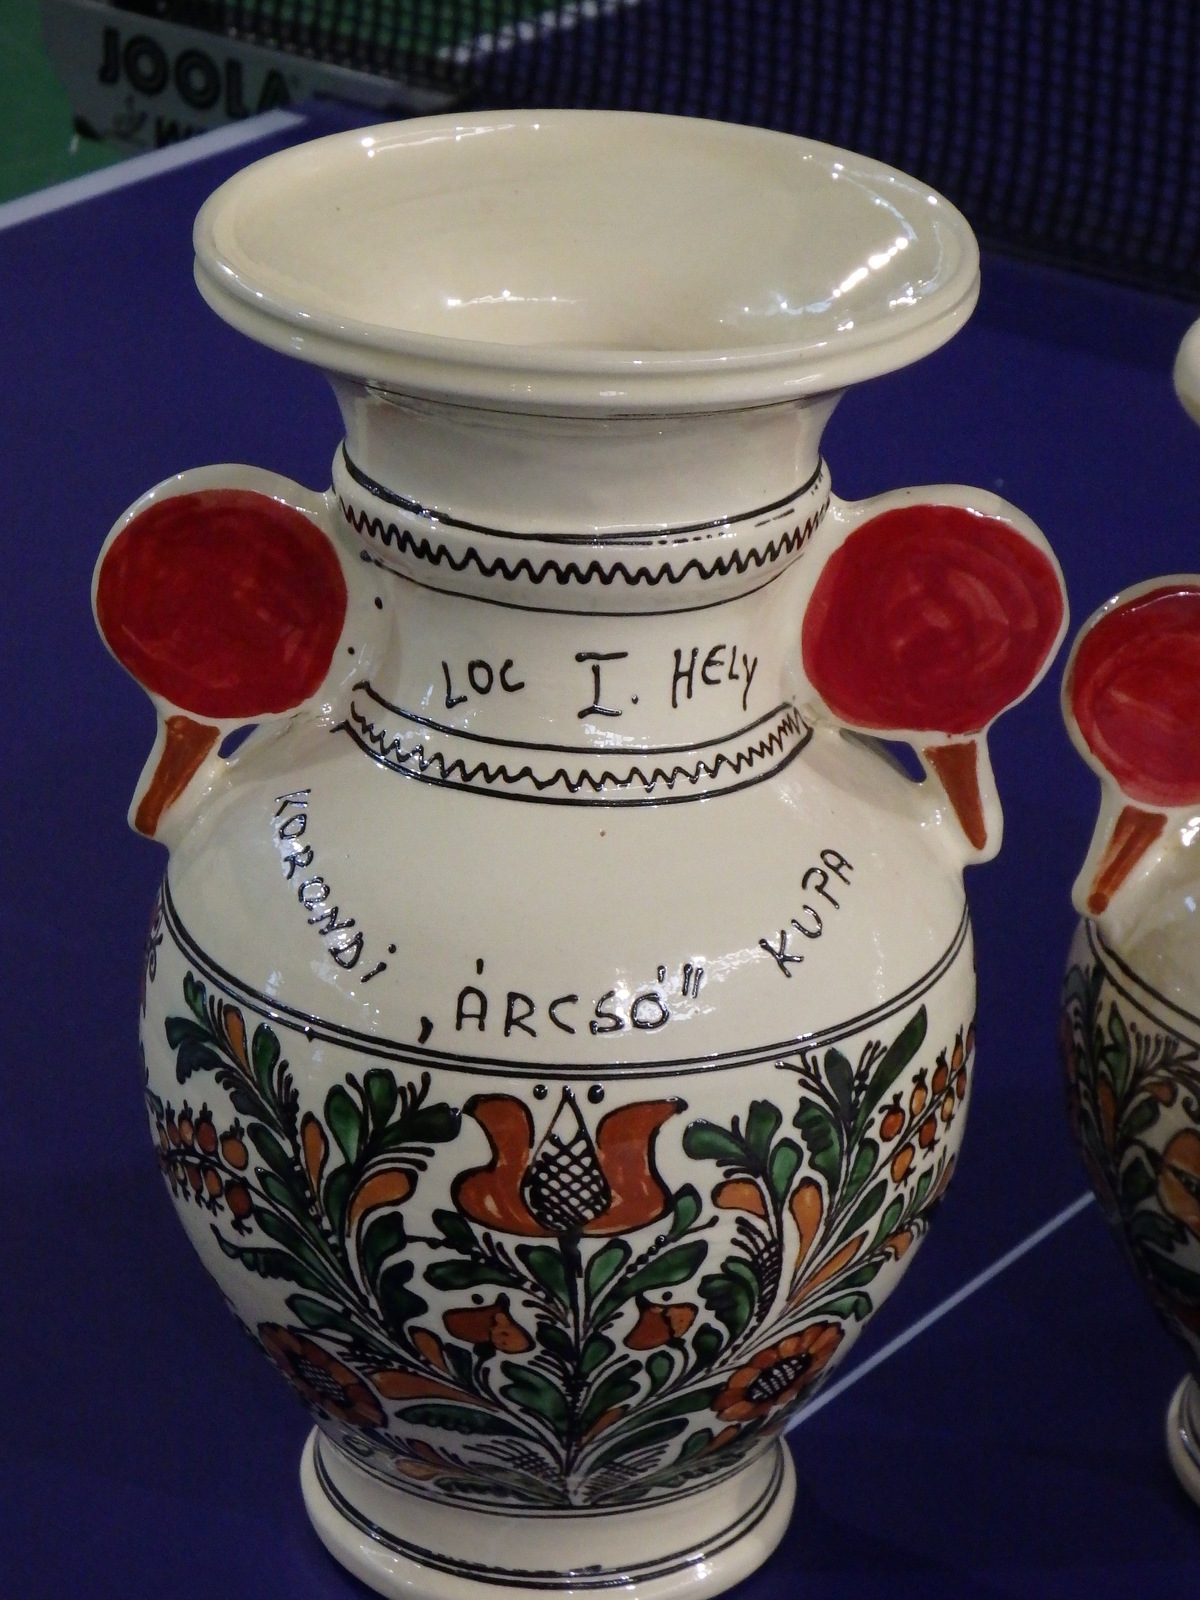 JOOLA
LOC I. HELY
KORONDI „ÁRCSÓ" KUPA